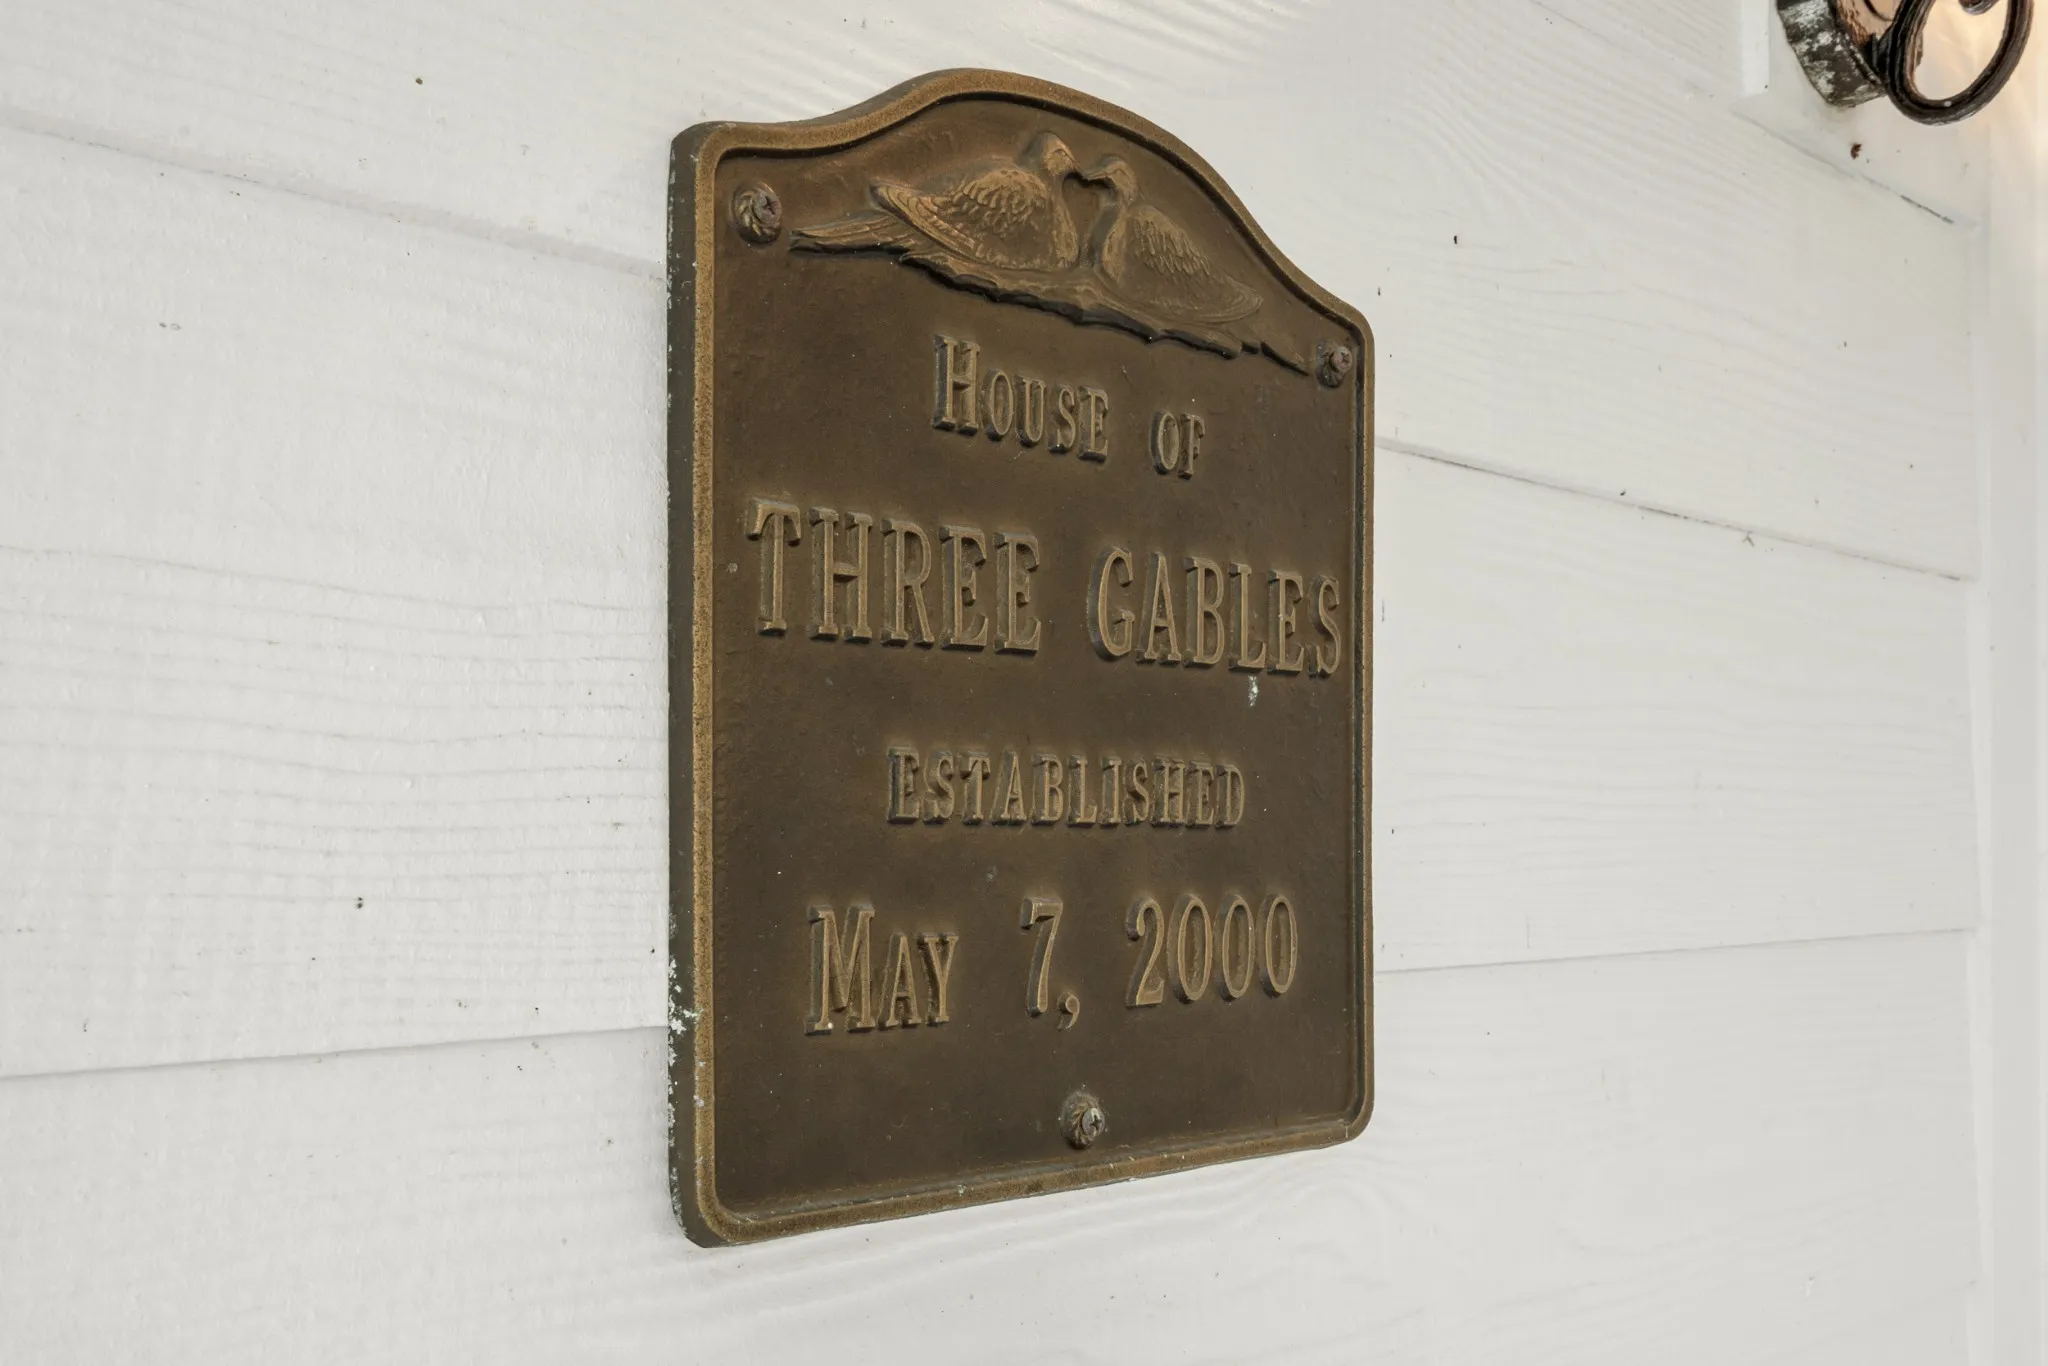 House of
THREE GABLES
ESTABLISHED
May 7, 2000